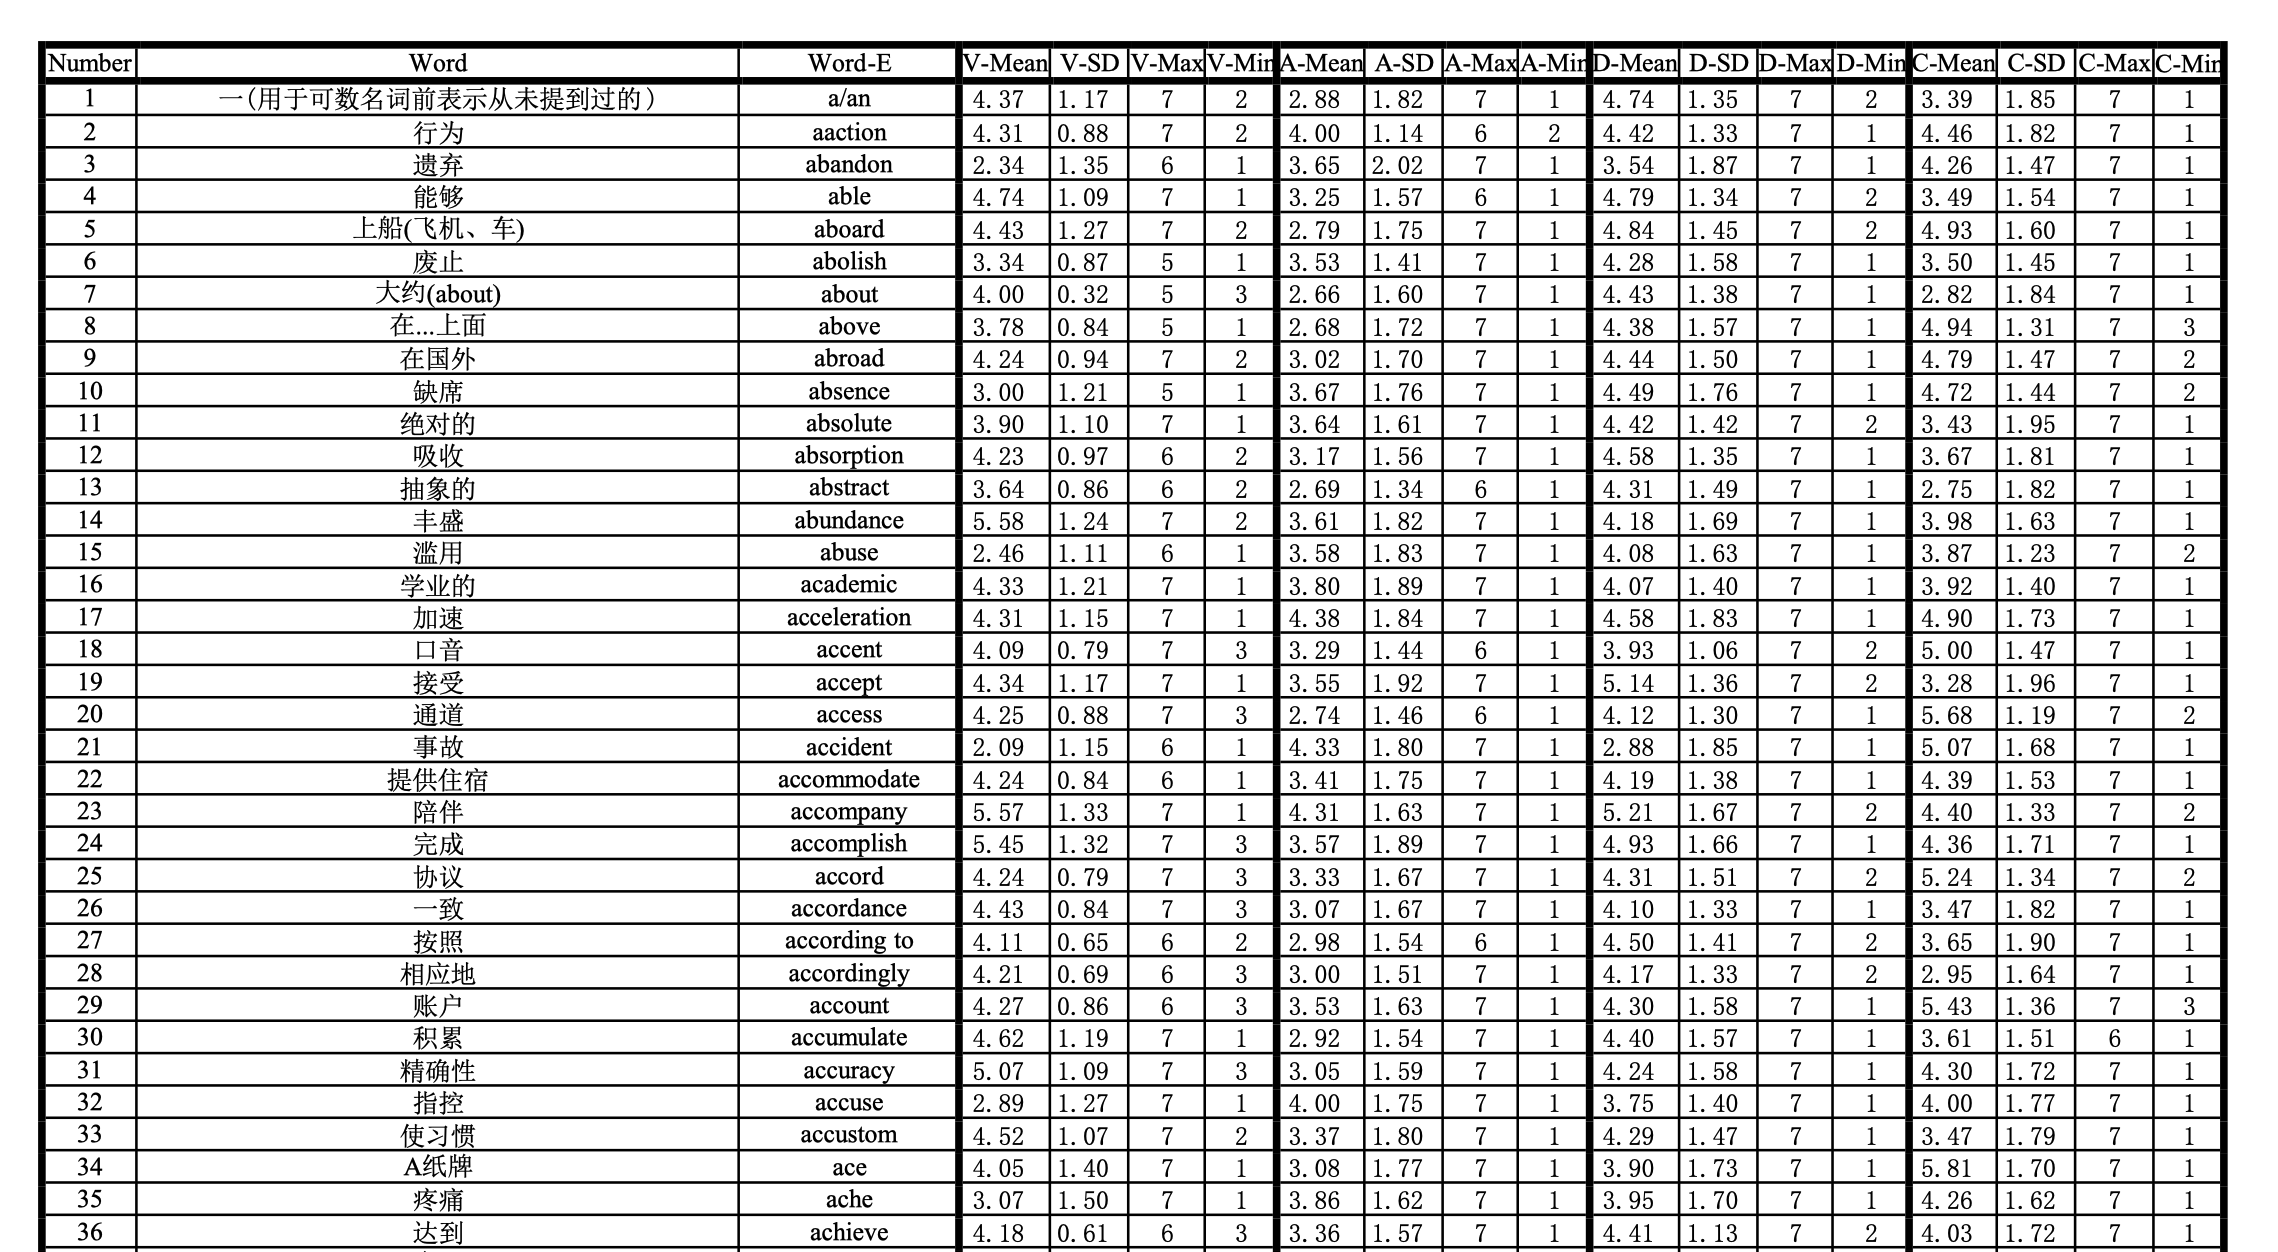 Number Word Word-E V-Mean V-SD V-Max V-Min A-Mean A-SD A-Max A-Min D-Mean D-SD D-Max D-Min C-Mean C-SD C-Max C-Min
1 一(用于可数名词前表示从未提到过的) a/an 4.37 1.17 7 2 2.88 1.82 7 1 4.74 1.35 7 2 3.39 1.85 7 1
2 行为 aaction 4.31 0.88 7 2 4.00 1.14 6 2 4.42 1.33 7 1 4.46 1.82 7 1
3 遗弃 abandon 2.34 1.35 6 1 3.65 2.02 7 1 3.54 1.87 7 1 4.26 1.47 7 1
4 能够 able 4.74 1.09 7 1 3.25 1.57 6 1 4.79 1.34 7 2 3.49 1.54 7 1
5 上船(飞机、车) aboard 4.43 1.27 7 2 2.79 1.75 7 1 4.84 1.45 7 2 4.93 1.60 7 1
6 废止 abolish 3.34 0.87 5 1 3.53 1.41 7 1 4.28 1.58 7 1 3.50 1.45 7 1
7 大约(about) about 4.00 0.32 5 3 2.66 1.60 7 1 4.43 1.38 7 1 2.82 1.84 7 1
8 在...上面 above 3.78 0.84 5 1 2.68 1.72 7 1 4.38 1.57 7 1 4.94 1.31 7 3
9 在国外 abroad 4.24 0.94 7 2 3.02 1.70 7 1 4.44 1.50 7 1 4.79 1.47 7 2
10 缺席 absence 3.00 1.21 5 1 3.67 1.76 7 1 4.49 1.76 7 1 4.72 1.44 7 2
11 绝对的 absolute 3.90 1.10 7 1 3.64 1.61 7 1 4.42 1.42 7 2 3.43 1.95 7 1
12 吸收 absorption 4.23 0.97 6 2 3.17 1.56 7 1 4.58 1.35 7 1 3.67 1.81 7 1
13 抽象的 abstract 3.64 0.86 6 2 2.69 1.34 6 1 4.31 1.49 7 1 2.75 1.82 7 1
14 丰盛 abundance 5.58 1.24 7 2 3.61 1.82 7 1 4.18 1.69 7 1 3.98 1.63 7 1
15 滥用 abuse 2.46 1.11 6 1 3.58 1.83 7 1 4.08 1.63 7 1 3.87 1.23 7 2
16 学业的 academic 4.33 1.21 7 1 3.80 1.89 7 1 4.07 1.40 7 1 3.92 1.40 7 1
17 加速 acceleration 4.31 1.15 7 1 4.38 1.84 7 1 4.58 1.83 7 1 4.90 1.73 7 1
18 口音 accent 4.09 0.79 7 3 3.29 1.44 6 1 3.93 1.06 7 2 5.00 1.47 7 1
19 接受 accept 4.34 1.17 7 1 3.55 1.92 7 1 5.14 1.36 7 2 3.28 1.96 7 1
20 通道 access 4.25 0.88 7 3 2.74 1.46 6 1 4.12 1.30 7 1 5.68 1.19 7 2
21 事故 accident 2.09 1.15 6 1 4.33 1.80 7 1 2.88 1.85 7 1 5.07 1.68 7 1
22 提供住宿 accommodate 4.24 0.84 6 1 3.41 1.75 7 1 4.19 1.38 7 1 4.39 1.53 7 1
23 陪伴 accompany 5.57 1.33 7 1 4.31 1.63 7 1 5.21 1.67 7 2 4.40 1.33 7 2
24 完成 accomplish 5.45 1.32 7 3 3.57 1.89 7 1 4.93 1.66 7 1 4.36 1.71 7 1
25 协议 accord 4.24 0.79 7 3 3.33 1.67 7 1 4.31 1.51 7 2 5.24 1.34 7 2
26 一致 accordance 4.43 0.84 7 3 3.07 1.67 7 1 4.10 1.33 7 1 3.47 1.82 7 1
27 按照 according to 4.11 0.65 6 2 2.98 1.54 6 1 4.50 1.41 7 2 3.65 1.90 7 1
28 相应地 accordingly 4.21 0.69 6 3 3.00 1.51 7 1 4.17 1.33 7 2 2.95 1.64 7 1
29 账户 account 4.27 0.86 6 3 3.53 1.63 7 1 4.30 1.58 7 1 5.43 1.36 7 3
30 积累 accumulate 4.62 1.19 7 1 2.92 1.54 7 1 4.40 1.57 7 1 3.61 1.51 6 1
31 精确性 accuracy 5.07 1.09 7 3 3.05 1.59 7 1 4.24 1.58 7 1 4.30 1.72 7 1
32 指控 accuse 2.89 1.27 7 1 4.00 1.75 7 1 3.75 1.40 7 1 4.00 1.77 7 1
33 使习惯 accustom 4.52 1.07 7 2 3.37 1.80 7 1 4.29 1.47 7 1 3.47 1.79 7 1
34 A纸牌 ace 4.05 1.40 7 1 3.08 1.77 7 1 3.90 1.73 7 1 5.81 1.70 7 1
35 疼痛 ache 3.07 1.50 7 1 3.86 1.62 7 1 3.95 1.70 7 1 4.26 1.62 7 1
36 达到 achieve 4.18 0.61 6 3 3.36 1.57 7 1 4.41 1.13 7 2 4.03 1.72 7 1